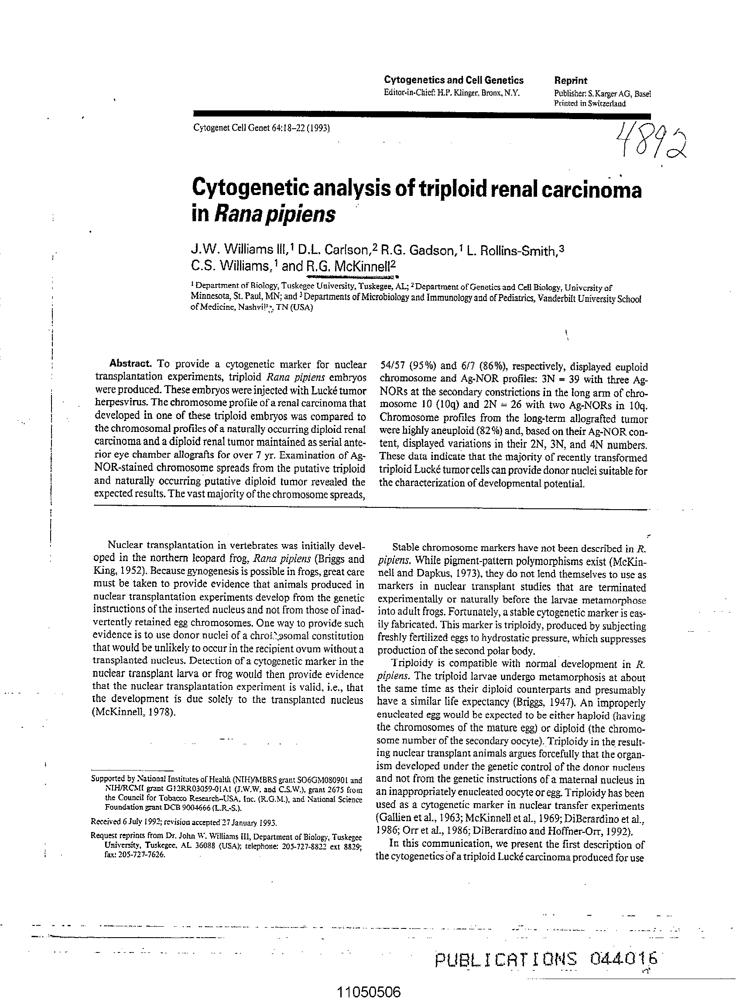 Cytogenetics and Cell Genetics
Editor-in-Chief: H.P. Klinger, Bronx, N.Y.
Reprint
Publisher: S. Karger AG, Basel
Printed in Switzerland
Cytogenet Cell Genet 64:18–22 (1993)
4892
Cytogenetic analysis of triploid renal carcinoma
in Rana pipiens
J.W. Williams III,¹ D.L. Carlson,² R.G. Gadson,¹ L. Rollins-Smith,³
C.S. Williams,¹ and R.G. McKinnell²
¹ Department of Biology, Tuskegee University, Tuskegee, AL; ² Department of Genetics and Cell Biology, University of
Minnesota, St. Paul, MN; and ³ Departments of Microbiology and Immunology and of Pediatrics, Vanderbilt University School
of Medicine, TN (USA)
Abstract. To provide a cytogenetic marker for nuclear
transplantation experiments, triploid Rana pipiens embryos
were produced. These embryos were injected with Lucké tumor
herpesvirus. The chromosome profile of a renal carcinoma that
developed in one of these triploid embryos was compared to
the chromosomal profiles of a naturally occurring diploid renal
carcinoma and a diploid renal tumor maintained as serial ante-
rior eye chamber allografts for over 7 yr. Examination of Ag-
NOR-stained chromosome spreads from the putative triploid
and naturally occurring putative diploid tumor revealed the
expected results. The vast majority of the chromosome spreads,
54/57 (95%) and 6/7 (86%), respectively, displayed euploid
chromosome and Ag-NOR profiles: 3N = 39 with three Ag-
NORs at the secondary constrictions in the long arm of chro-
mosome 10 (10q) and 2N = 26 with two Ag-NORs in 10q.
Chromosome profiles from the long-term allografted tumor
were highly aneuploid (82%) and, based on their Ag-NOR con-
tent, displayed variations in their 2N, 3N, and 4N numbers.
These data indicate that the majority of recently transformed
triploid Lucké tumor cells can provide donor nuclei suitable for
the characterization of developmental potential.
Nuclear transplantation in vertebrates was initially devel-
oped in the northern leopard frog, Rana pipiens (Briggs and
King, 1952). Because gynogenesis is possible in frogs, great care
must be taken to provide evidence that animals produced in
nuclear transplantation experiments develop from the genetic
instructions of the inserted nucleus and not from those of inad-
vertently retained egg chromosomes. One way to provide such
evidence is to use donor nuclei of a constitution
that would be unlikely to occur in the recipient ovum without a
transplanted nucleus. Detection of a cytogenetic marker in the
nuclear transplant larva or frog would then provide evidence
that the nuclear transplantation experiment is valid, i.e., that
the development is due solely to the transplanted nucleus
(McKinnell, 1978).
Supported by National Institutes of Health (NIH)/MBRS grant SO6GM080901 and
NIH/RCMI grant G12RR03059-01A1 (J.W.W. and C.S.W.), grant 2675 from
the Council for Tobacco Research–USA, Inc. (R.G.M.), and National Science
Foundation grant DCB 9004666 (L.R.-S.).
Received 6 July 1992; revision accepted 27 January 1993.
Request reprints from Dr. John W. Williams III, Department of Biology, Tuskegee
University, Tuskegee, AL 36088 (USA); telephone: 205-727-8822 ext 8829;
fax: 205-727-7626.
Stable chromosome markers have not been described in R.
pipiens. While pigment-pattern polymorphisms exist (McKin-
nell and Dapkus, 1973), they do not lend themselves to use as
markers in nuclear transplant studies that are terminated
experimentally or naturally before the larvae metamorphose
into adult frogs. Fortunately, a stable cytogenetic marker is eas-
ily fabricated. This marker is triploidy, produced by subjecting
freshly fertilized eggs to hydrostatic pressure, which suppresses
production of the second polar body.
Triploidy is compatible with normal development in R.
pipiens. The triploid larvae undergo metamorphosis at about
the same time as their diploid counterparts and presumably
have a similar life expectancy (Briggs, 1947). An improperly
enucleated egg would be expected to be either haploid (having
the chromosomes of the mature egg) or diploid (the chromo-
some number of the secondary oocyte). Triploidy in the result-
ing nuclear transplant animals argues forcefully that the organ-
ism developed under the genetic control of the donor nucleus
and not from the genetic instructions of a maternal nucleus in
an inappropriately enucleated oocyte or egg. Triploidy has been
used as a cytogenetic marker in nuclear transfer experiments
(Gallien et al., 1963; McKinnell et al., 1969; DiBerardino et al.,
1986; Orr et al., 1986; DiBerardino and Hoffner-Orr, 1992).
In this communication, we present the first description of
the cytogenetics of a triploid Lucké carcinoma produced for use
PUBLICATIONS 044016
11050506